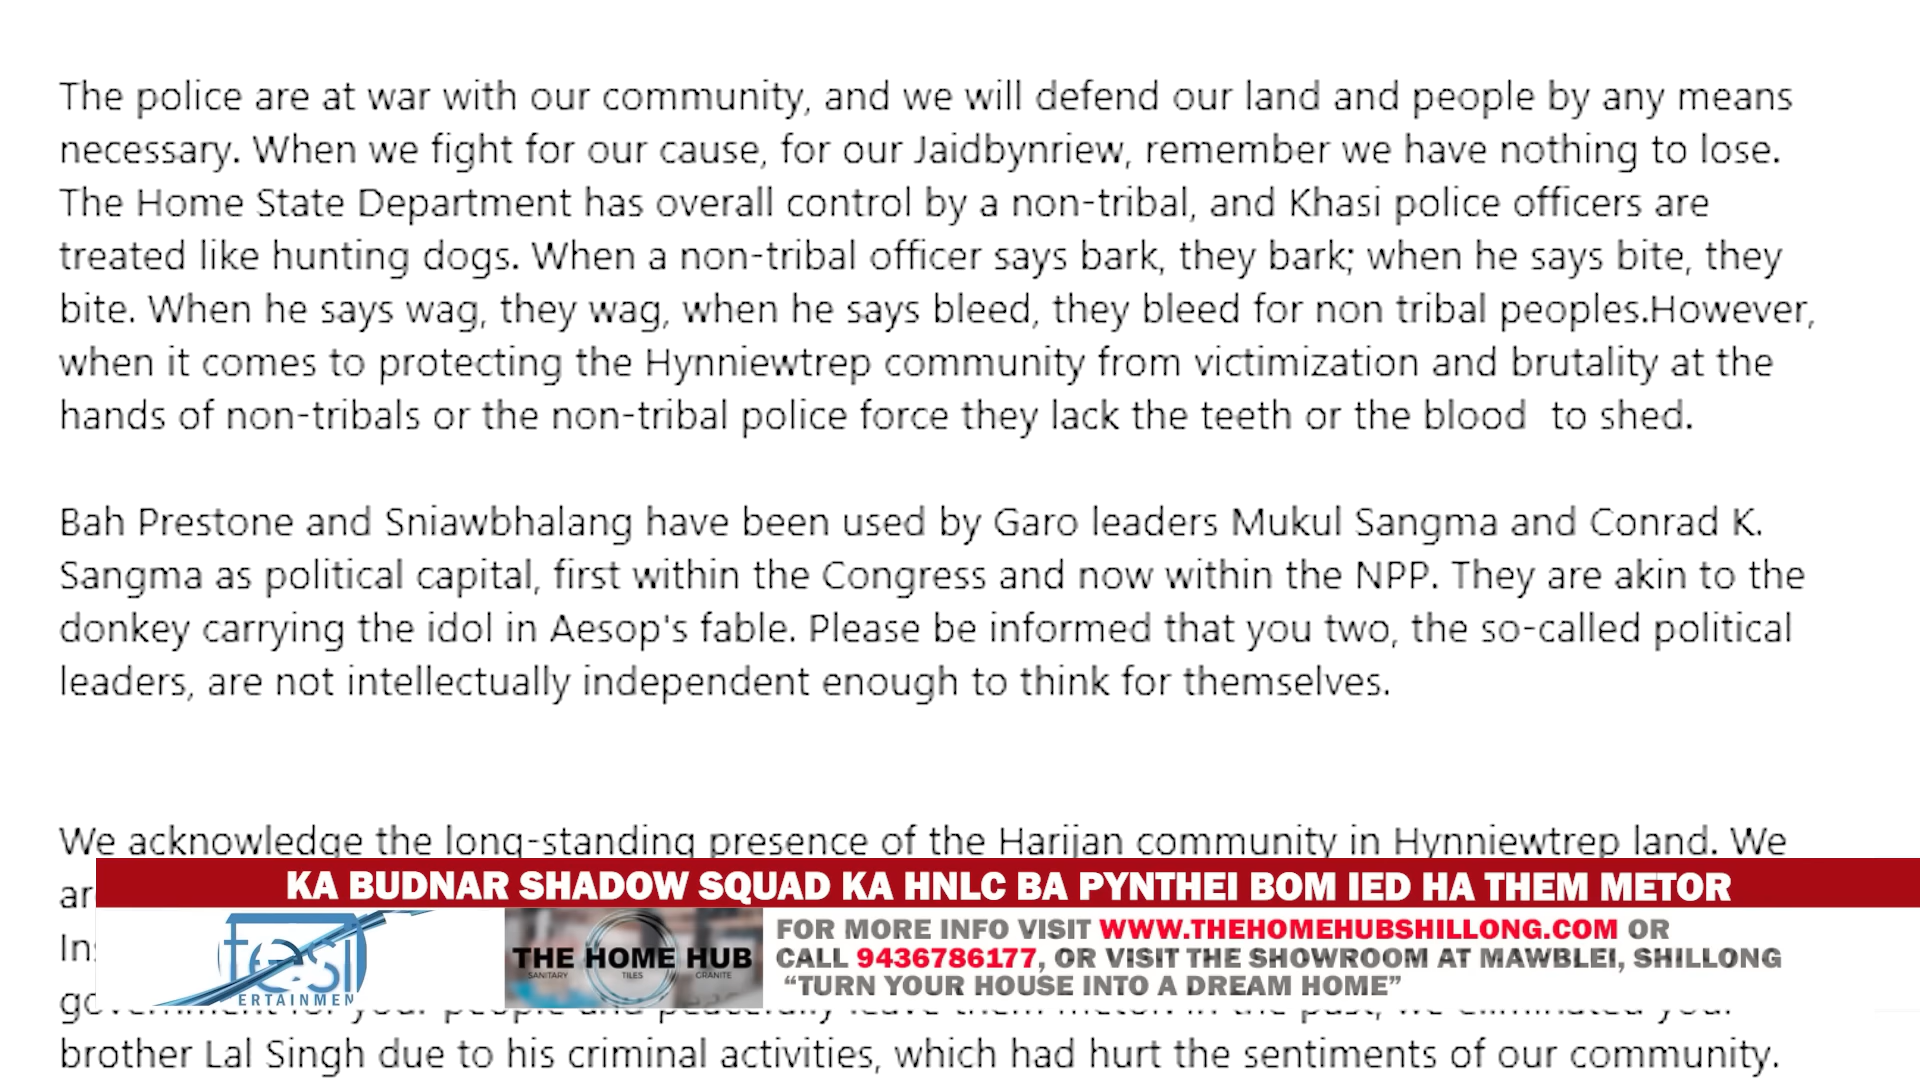 The police are at war with our community, and we will defend our land and people by any means
necessary. When we fight for our cause, for our Jaidbynriew, remember we have nothing to lose.
The Home State Department has overall control by a non-tribal, and Khasi police officers are
treated like hunting dogs. When a non-tribal officer says bark, they bark; when he says bite, they
bite. When he says wag, they wag, when he says bleed, they bleed for non tribal peoples.However,
when it comes to protecting the Hynniewtrep community from victimization and brutality at the
hands of non-tribals or the non-tribal police force they lack the teeth or the blood to shed.
Bah Prestone and Sniawbhalang have been used by Garo leaders Mukul Sangma and Conrad K.
Sangma as political capital, first within the Congress and now within the NPP. They are akin to the
donkey carrying the idol in Aesop's fable. Please be informed that you two, the so-called political
leaders, are not intellectually independent enough to think for themselves.
We acknowledge the long-standing presence of the Harijan community in Hynniewtrep land. We
KA BUDNAR SHADOW SQUAD KA HNLC BA PYNTHEI BOM IED HA THEM METOR
THE HOME HUB
SANITARY TILES GRANITE
FOR MORE INFO VISIT WWW.THEHOMEHUBSHILLONG.COM OR
CALL 9436786177, OR VISIT THE SHOWROOM AT MAWBLEI, SHILLONG
“TURN YOUR HOUSE INTO A DREAM HOME”
brother Lal Singh due to his criminal activities, which had hurt the sentiments of our community.